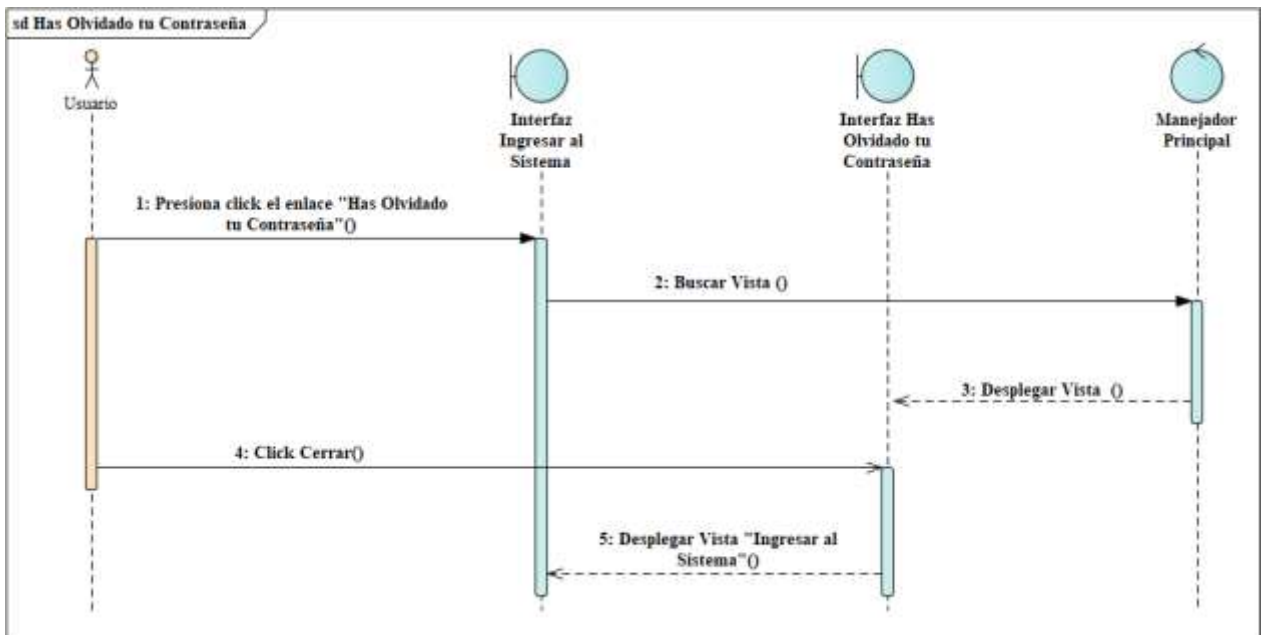 sd Has Olvidado tu Contraseña
Usuario
Interfaz
Ingresar al
Sistema
Interfaz Has
Olvidado tu
Contraseña
Manejador
Principal
1: Presiona click el enlace "Has Olvidado
tu Contraseña"()
2: Buscar Vista ()
3: Desplegar Vista ()
4: Click Cerrar()
5: Desplegar Vista "Ingresar al
Sistema"()